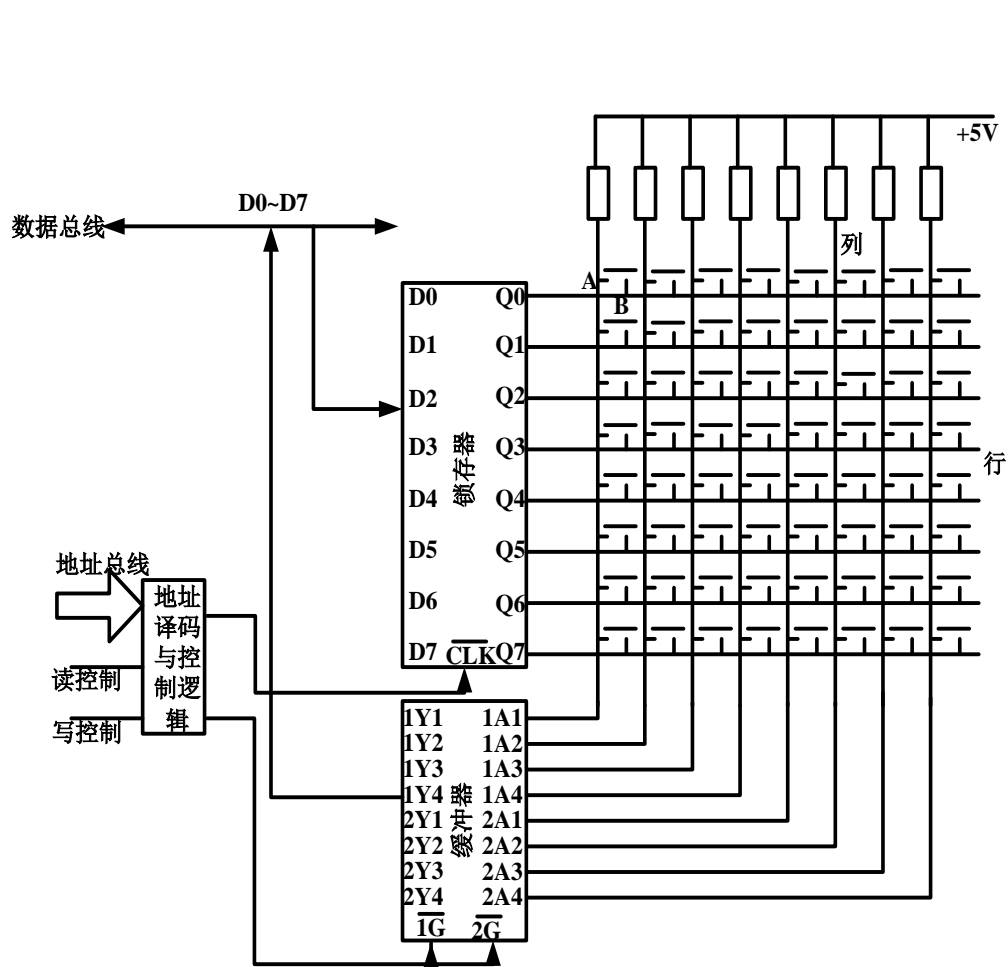 +5V
D0~D7
数据总线
列
A
B
D0 Q0
D1 Q1
D2 Q2
D3 Q3
D4 Q4
D5 Q5
D6 Q6
D7 CLK Q7
锁存器
行
地址总线
地址
译码
与控
制逻
辑
读控制
写控制
1Y1 1A1
1Y2 1A2
1Y3 1A3
1Y4 1A4
2Y1 2A1
2Y2 2A2
2Y3 2A3
2Y4 2A4
缓冲器
1G 2G